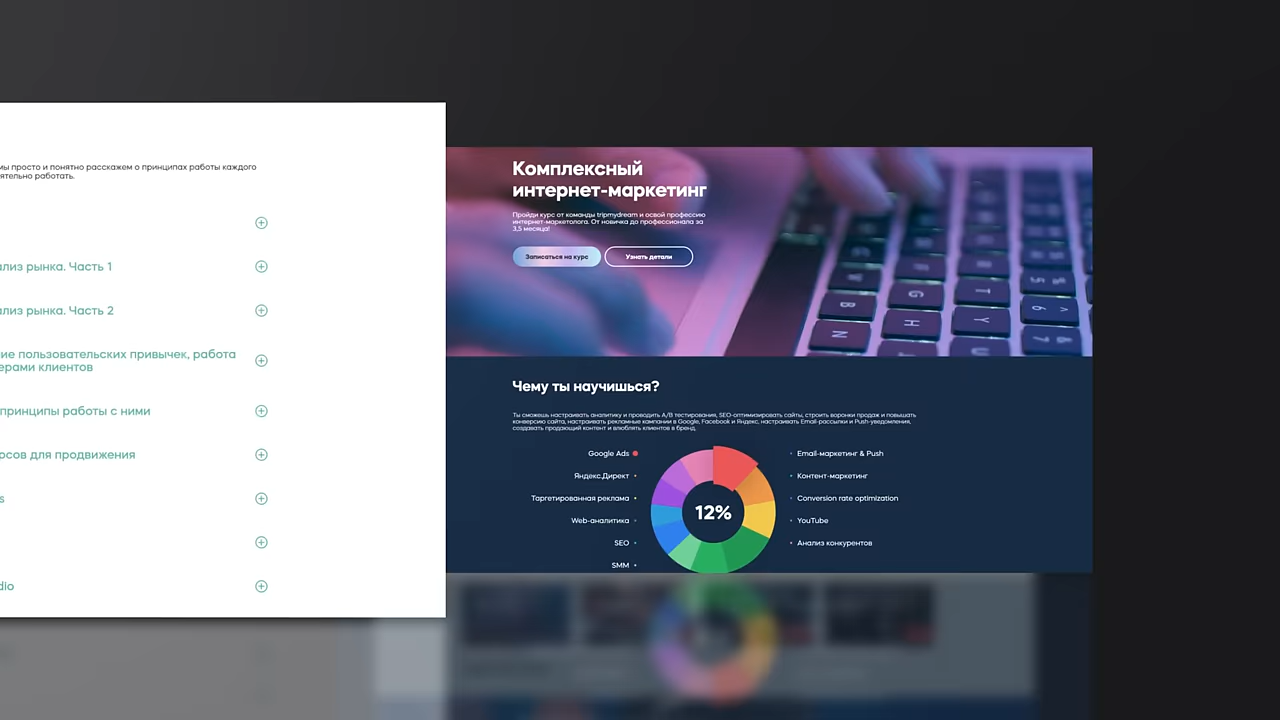 мы просто и понятно расскажем о принципах работы каждого
ятельно работать.
ализ рынка. Часть 1
ализ рынка. Часть 2
ие пользовательских привычек, работа
ерами клиентов
принципы работы с ними
рсов для продвижения
s
dio
Комплексный
интернет-маркетинг
Пройди курс от команды tripmydream и освой профессию
интернет-маркетолога. От новичка до профессионала за
3,5 месяца!
Записаться на курс
Узнать детали
Чему ты научишься?
Ты сможешь настраивать аналитику и проводить A/B тестирования, SEO-оптимизировать сайты, строить воронки продаж и повышать
конверсию сайта, настраивать рекламные кампании в Google, Facebook и Яндекс, настраивать Email-рассылки и Push-уведомления,
создавать продающий контент и влюблять клиентов в бренд.
Google Ads
Яндекс.Директ
Таргетированная реклама
Web-аналитика
SEO
SMM
12%
Email-маркетинг & Push
Контент-маркетинг
Conversion rate optimization
YouTube
Анализ конкурентов